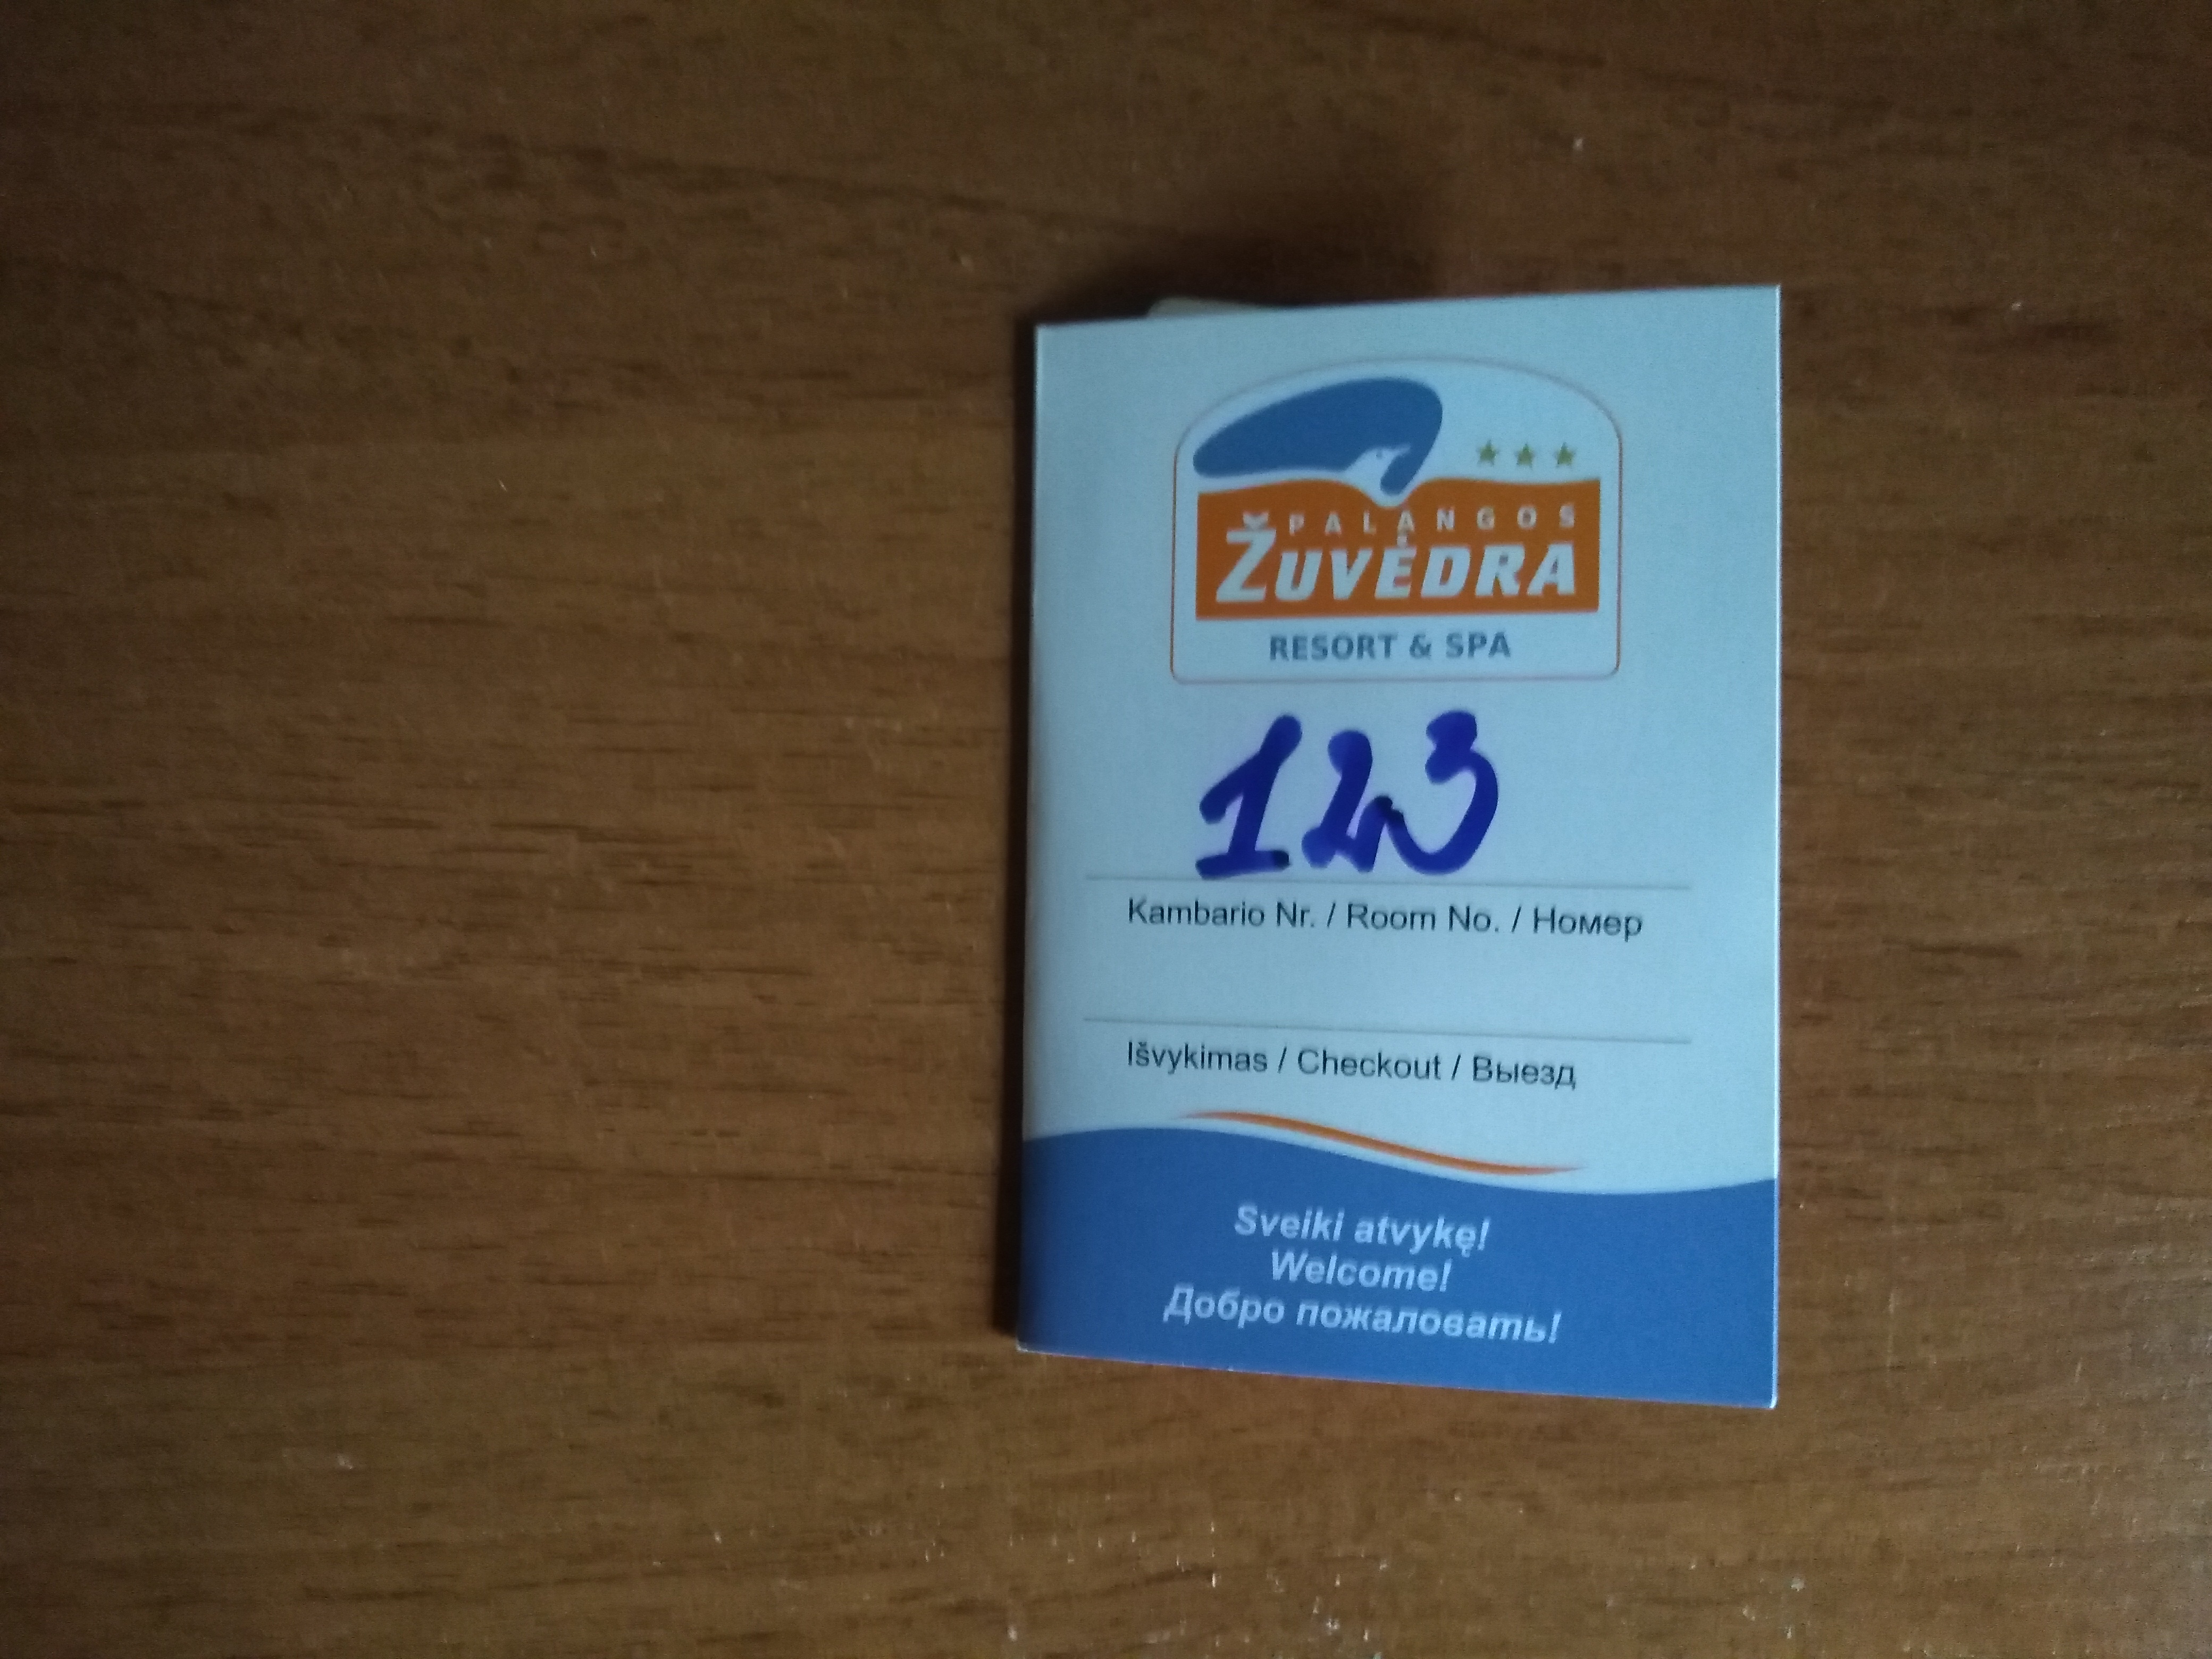 PALANGOS
ŽUVĖDRA
RESORT & SPA
123
Kambario Nr. / Room No. / Номер
Išvykimas / Checkout / Выезд
Sveiki atvykę!
Welcome!
Добро пожаловать!